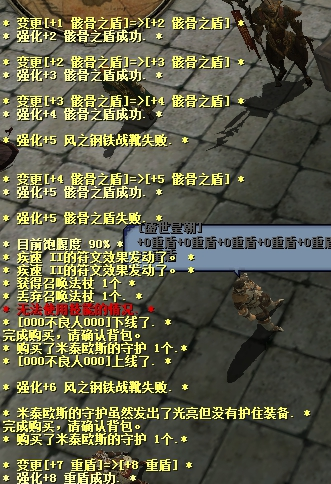 * 变更[+1 骸骨之盾]=>[+2 骸骨之盾] *
* 强化+2 骸骨之盾成功. *
* 变更[+2 骸骨之盾]=>[+3 骸骨之盾] *
* 强化+3 骸骨之盾成功. *
* 变更[+3 骸骨之盾]=>[+4 骸骨之盾] *
* 强化+4 骸骨之盾成功. *
* 强化+5 风之钢铁战靴失败. *
* 变更[+4 骸骨之盾]=>[+5 骸骨之盾] *
* 强化+5 骸骨之盾成功. *
* 强化+5 骸骨之盾失败. *
[盛世皇朝]
+0重盾+0重盾+0重盾+0重盾+0重盾
* 目前饱腹度 90% *
* 疾速 II的符文效果发动了。 *
* 疾速 II的符文效果发动了。 *
* 获得召唤法杖 1个 *
* 丢弃召唤法杖 1个 *
* 无法使用技能的情况 *
* [000不良人000]下线了. *
完成购买，请确认背包。
* 购买了米泰欧斯的守护 1个.*
* [000不良人000]上线了. *
* 强化+6 风之钢铁战靴失败. *
* 米泰欧斯的守护虽然发出了光亮但没有护住装备. *
完成购买，请确认背包。
* 购买了米泰欧斯的守护 1个.*
* 变更[+7 重盾]=>[+8 重盾] *
* 强化+8 重盾成功. *